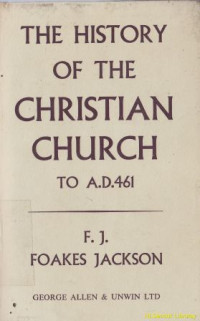 THE HISTORY
OF THE
CHRISTIAN
CHURCH
TO A.D.461
F. J.
FOAKES JACKSON
GEORGE ALLEN & UNWIN LTD